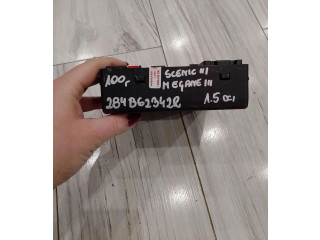 100,-
SCENIC III
MEGANE III
284B62342R
1.5 DCI